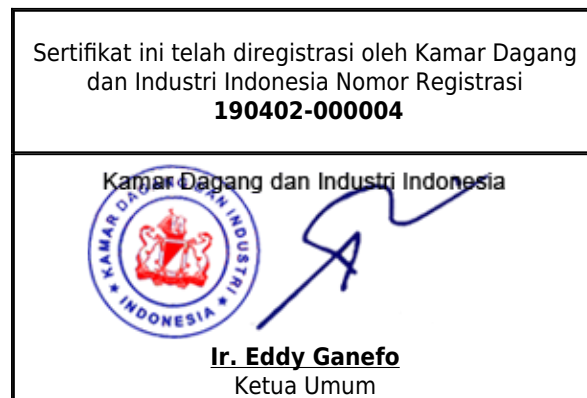 Sertifikat ini telah diregistrasi oleh Kamar Dagang
dan Industri Indonesia Nomor Registrasi
190402-000004
Kamar Dagang dan Industri Indonesia
KAMAR DAGANG DAN INDUSTRI
INDONESIA
Ir. Eddy Ganefo
Ketua Umum